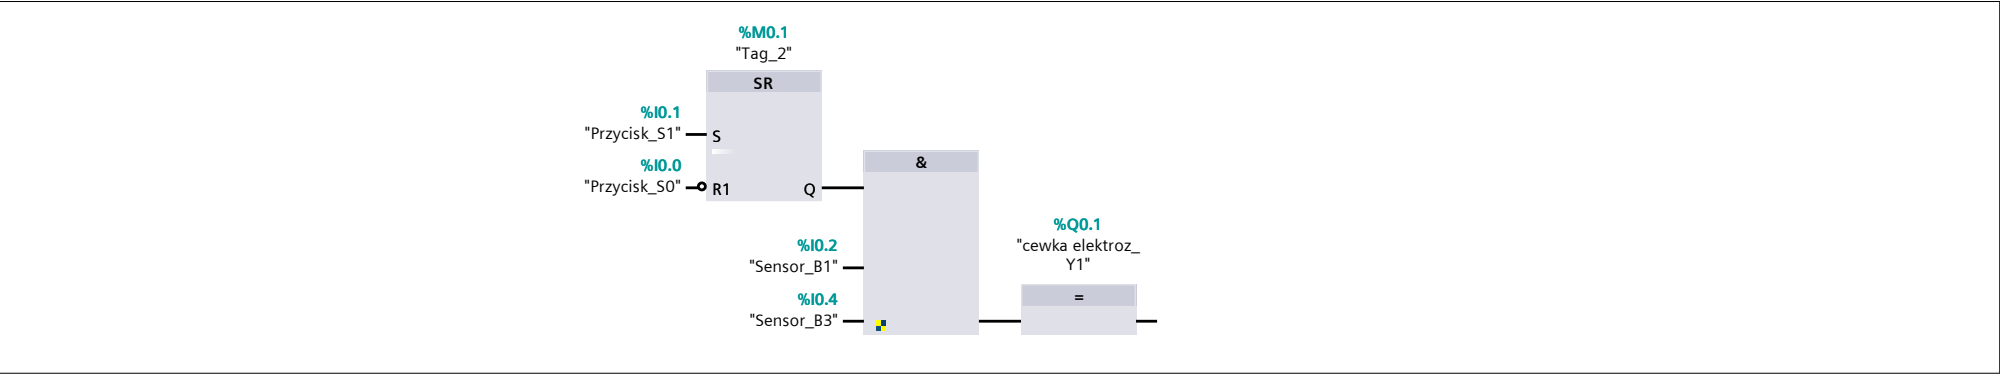 %M0.1
"Tag_2"
SR
%I0.1
"Przycisk_S1"
S
%I0.0
"Przycisk_S0"
R1
Q
&
%I0.2
"Sensor_B1"
%I0.4
"Sensor_B3"
%Q0.1
"cewka elektroz_
Y1"
=